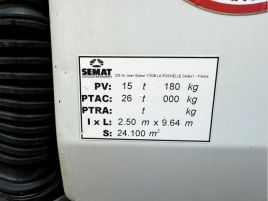 SEMAT
PV: 15 t 180 kg
PTAC: 26 t 000 kg
PTRA: t kg
l x L: 2.50 m x 9.64 m
S: 24.100 m²